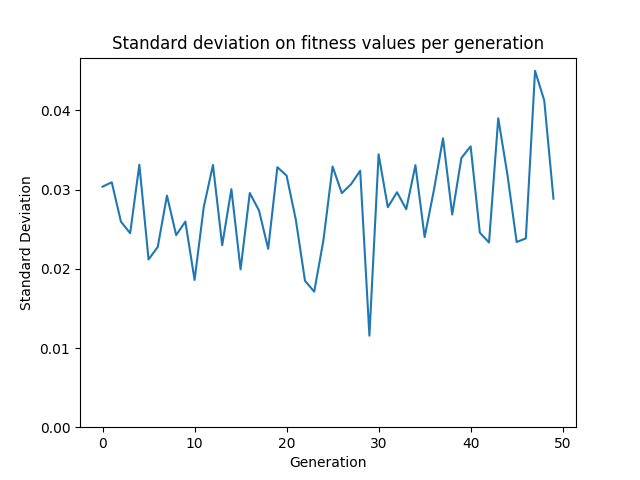 Standard deviation on fitness values per generation
Standard Deviation
0.04
0.03
0.02
0.01
0.00
0 10 20 30 40 50
Generation